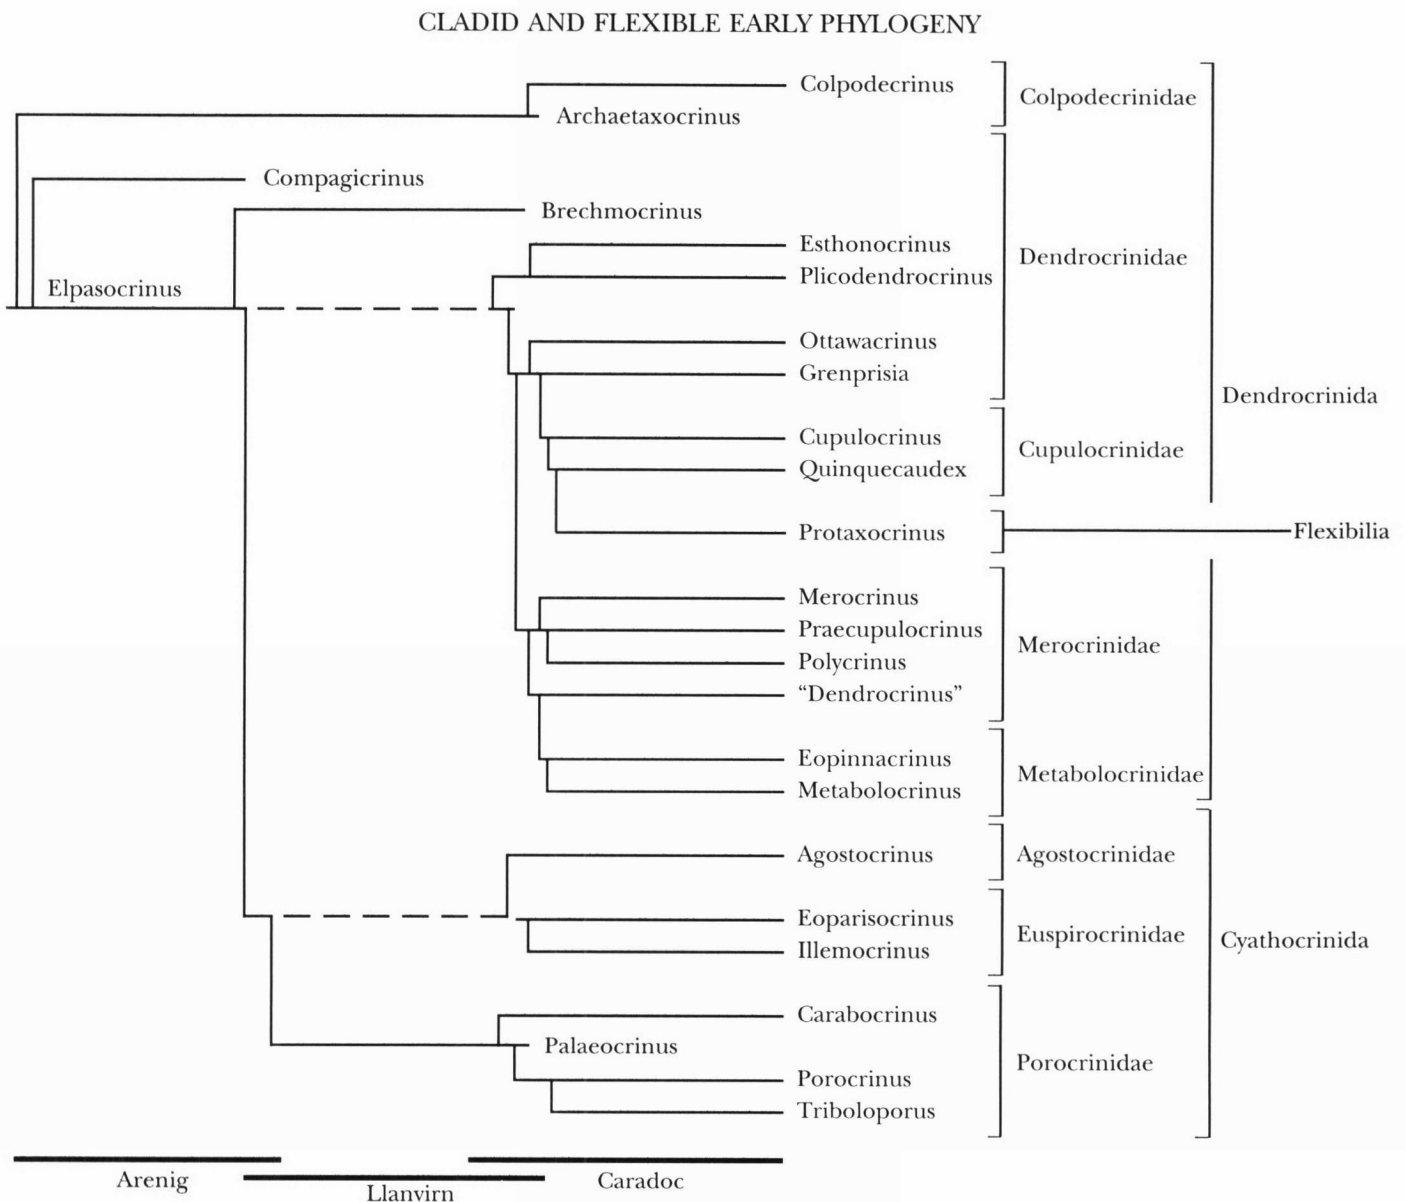 CLADID AND FLEXIBLE EARLY PHYLOGENY
Colpodecrinus
Archaetaxocrinus
Colpodecrinidae
Compagicrinus
Brechmocrinus
Esthonocrinus
Dendrocrinidae
Plicodendrocrinus
Elpasocrinus
Ottawacrinus
Grenprisia
Dendrocrinida
Cupulocrinus
Cupulocrinidae
Quinquecaudex
Protaxocrinus
Flexibilia
Merocrinus
Praecupulocrinus
Merocrinidae
Polycrinus
“Dendrocrinus”
Eopinnacrinus
Metabolocrinidae
Metabolocrinus
Agostocrinus
Agostocrinidae
Eoparisocrinus
Euspirocrinidae
Cyathocrinida
Illemocrinus
Carabocrinus
Palaeocrinus
Porocrinidae
Porocrinus
Triboloporus
Arenig
Llanvirn
Caradoc